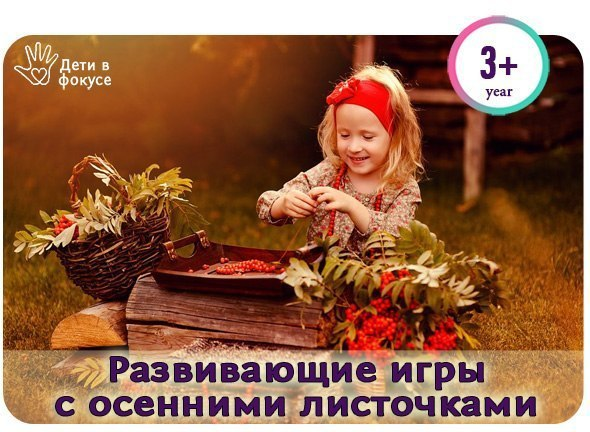 Дети в
фокусе
3+
year
Развивающие игры
с осенними листочками